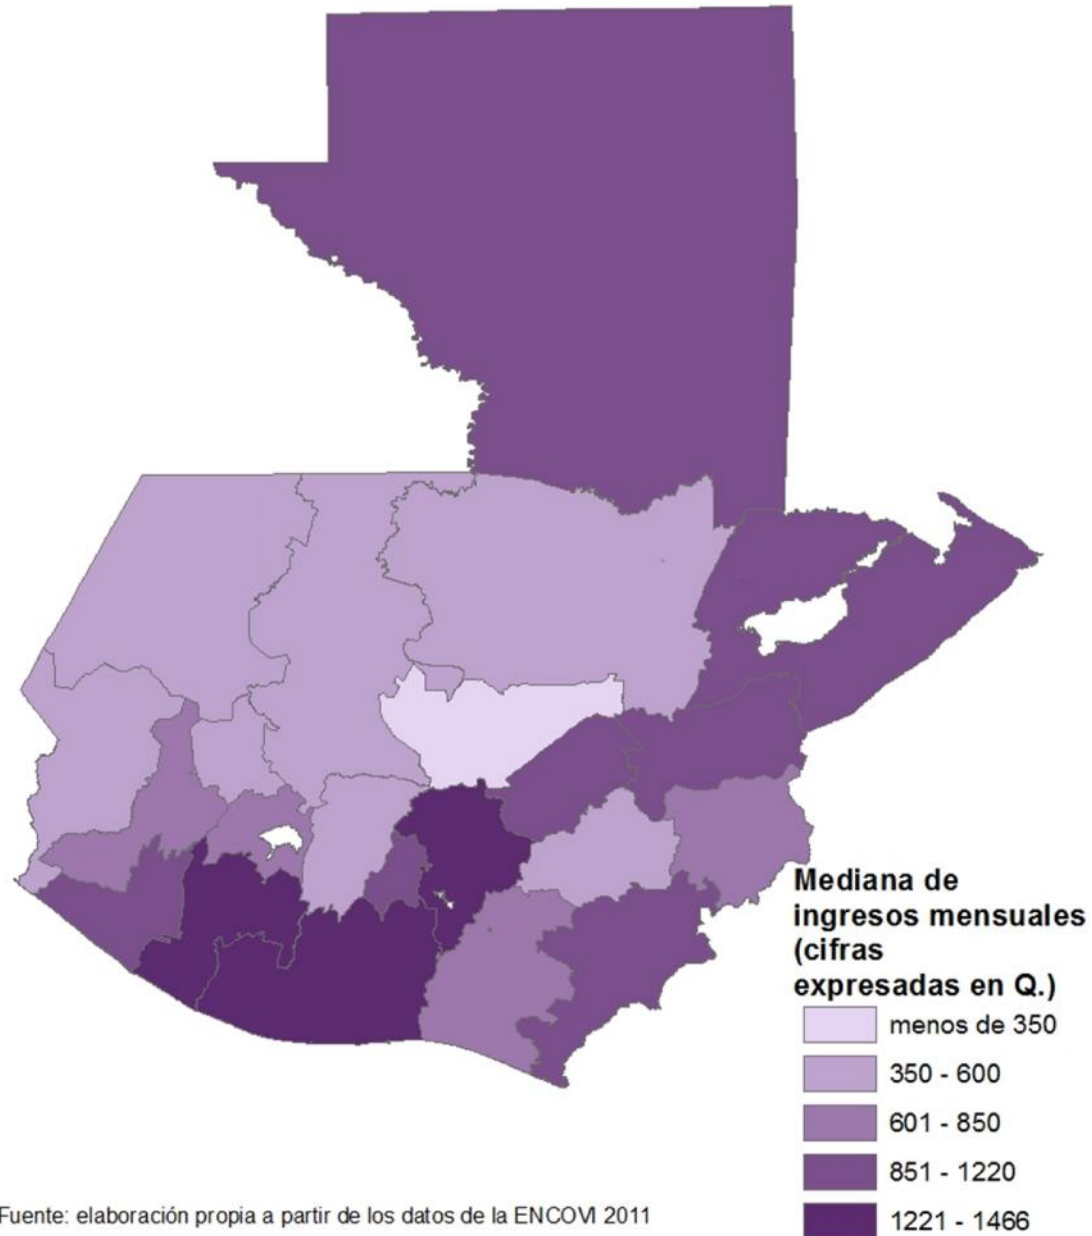 Mediana de
ingresos mensuales
(cifras
expresadas en Q.)
menos de 350
350 - 600
601 - 850
851 - 1220
1221 - 1466
Fuente: elaboración propia a partir de los datos de la ENCOVI 2011